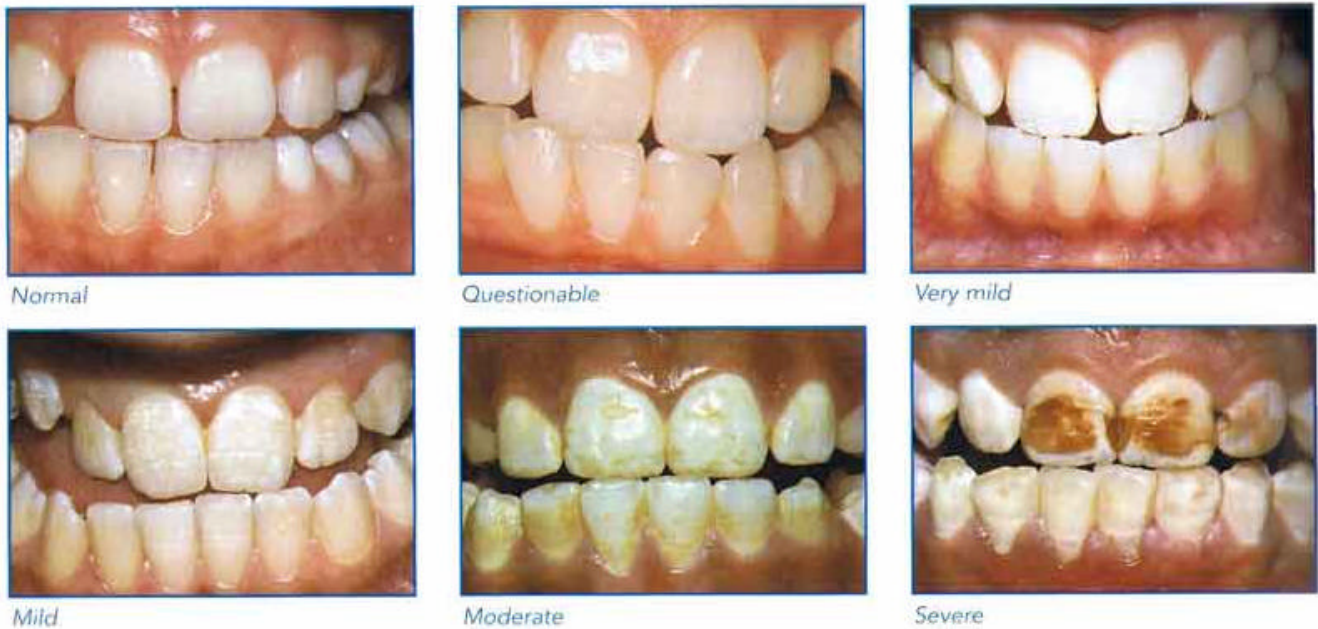 Normal
Questionable
Very mild
Mild
Moderate
Severe